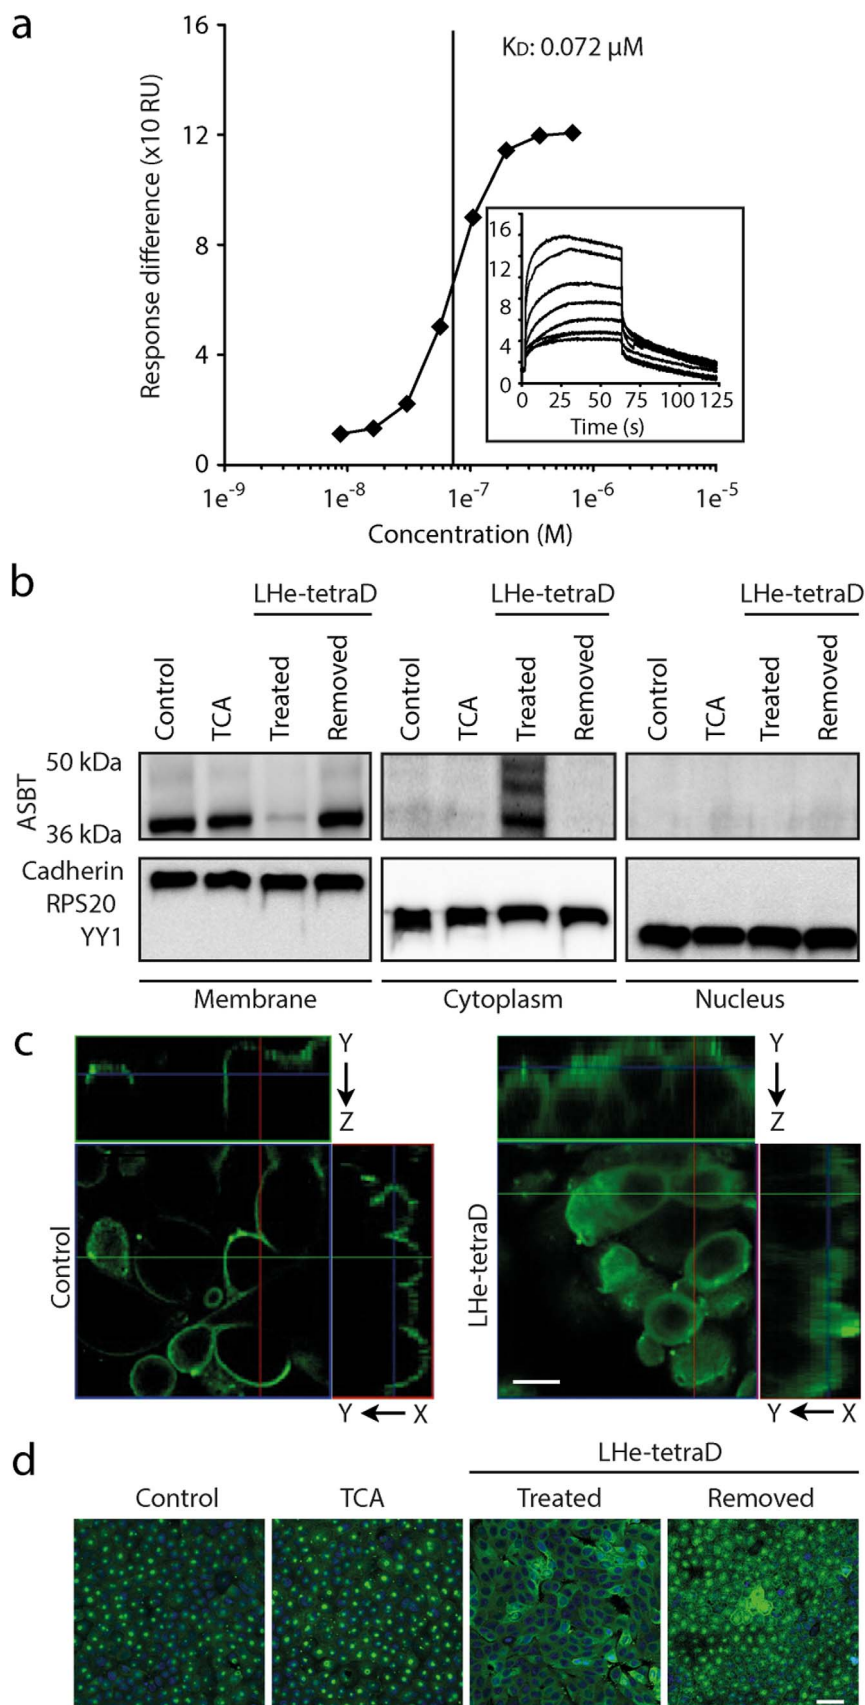 a
16
K_D: 0.072 µM
12
8
4
0
Response difference (x10 RU)
1e⁻⁹ 1e⁻⁸ 1e⁻⁷ 1e⁻⁶ 1e⁻⁵
Concentration (M)
16
12
8
4
0
0 25 50 75 100 125
Time (s)
b
LHe-tetraD LHe-tetraD LHe-tetraD
Control TCA Treated Removed Control TCA Treated Removed Control TCA Treated Removed
ASBT
50 kDa
36 kDa
Cadherin
RPS20
YY1
Membrane Cytoplasm Nucleus
c
Control
Y
Z
Y X
LHe-tetraD
Y
Z
Y X
d
LHe-tetraD
Control TCA Treated Removed